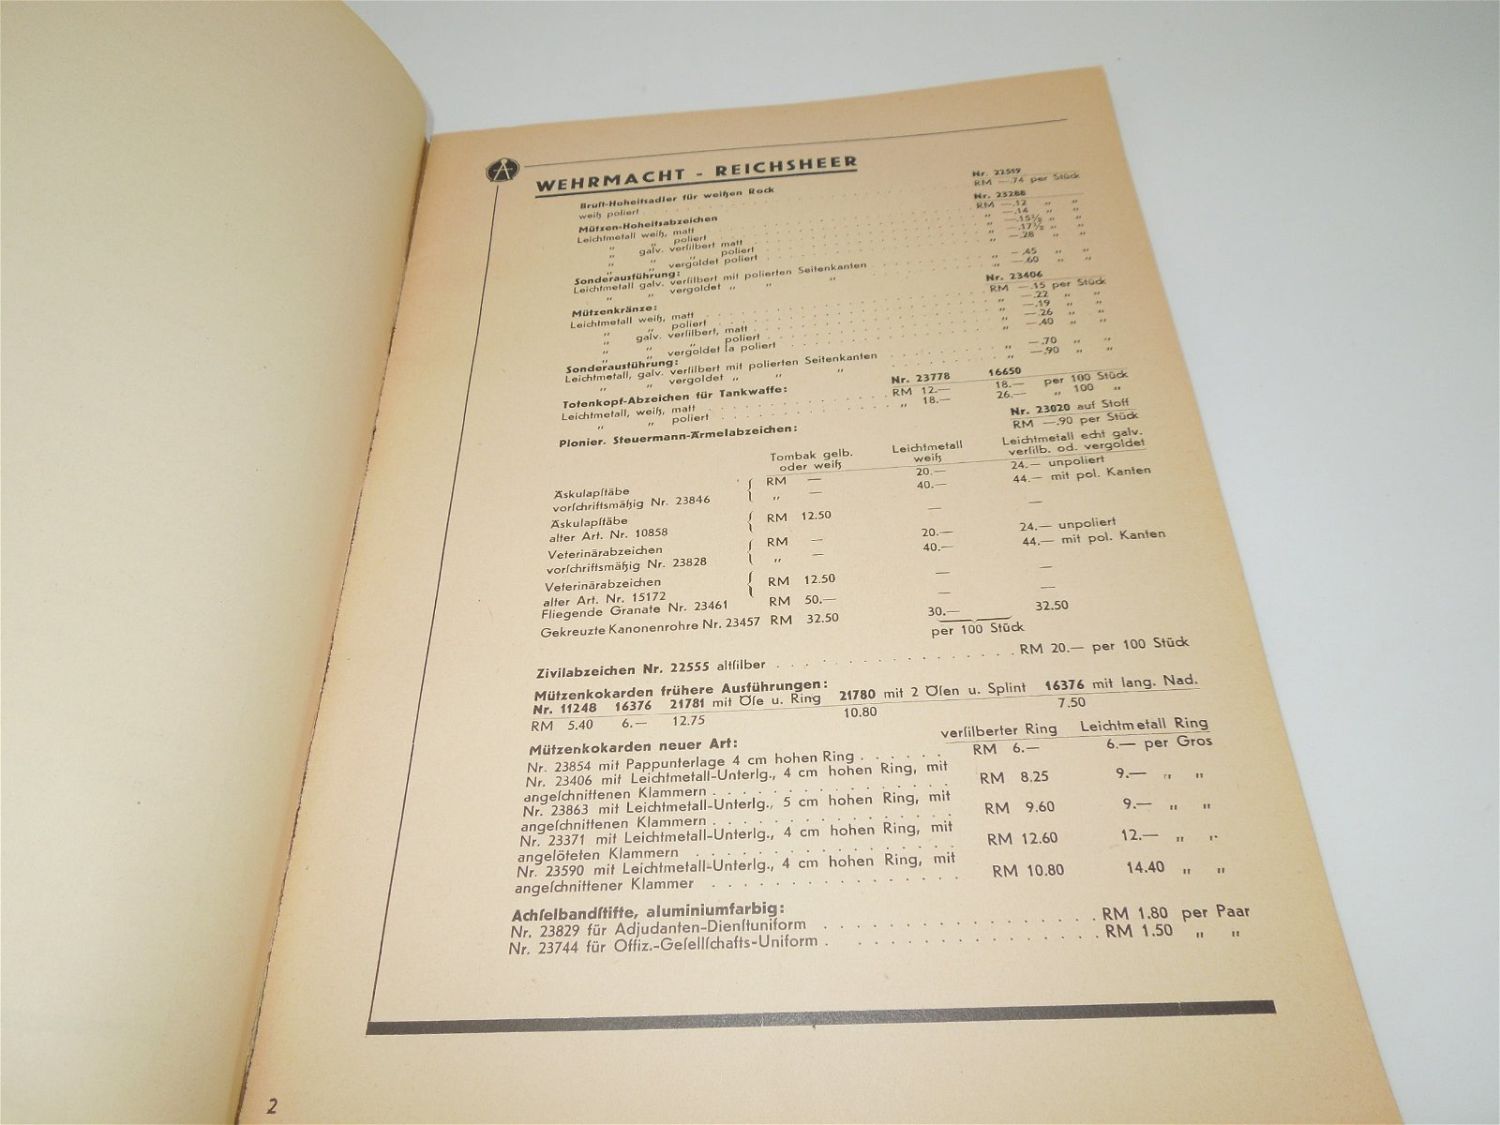 WEHRMACHT - REICHSHEER
Nr. 22519
Bruſt-Hoheitsadler für weißen Rock
weiß poliert . . . RM —.74 per Stück
Nr. 23288
Mützen-Hoheitsabzeichen
Leichtmetall weiß, matt . . . RM —.12 „ „
„ „ poliert . . . „ —.14 „ „
„ galv. verſilbert matt . . . „ —.15½ „ „
„ „ „ poliert . . . „ —.17½ „ „
„ „ vergoldet poliert . . . „ —.28 „ „
Sonderausführung:
Leichtmetall galv. verſilbert mit polierten Seitenkanten . . . „ —.45 „ „
„ „ vergoldet „ „ „ . . . „ —.60 „ „
Nr. 23406
Mützenkränze:
Leichtmetall weiß, matt . . . RM —.15 per Stück
„ „ poliert . . . „ —.22 „ „
„ galv. verſilbert, matt . . . „ —.19 „ „
„ „ „ poliert . . . „ —.26 „ „
„ „ vergoldet la poliert . . . „ —.40 „ „
Sonderausführung:
Leichtmetall, galv. verſilbert mit polierten Seitenkanten . . . „ —.70 „ „
„ „ vergoldet „ „ „ . . . „ —.90 „ „
Totenkopf-Abzeichen für Tankwaffe: Nr. 23778 16650
Leichtmetall, weiß, matt . . . RM 12.— 18.— per 100 Stück
„ „ poliert . . . „ 18.— 26.— „ 100 „
Nr. 23020 auf Stoff
Pionier. Steuermann-Ärmelabzeichen: RM —.90 per Stück
Tombak gelb. oder weiß Leichtmetall weiß Leichtmetall echt galv. verſilb. od. vergoldet
Äskulapſtäbe RM — 20.— 24.— unpoliert
vorſchriftsmäßig Nr. 23846 „ — 40.— 44.— mit pol. Kanten
Äskulapſtäbe
alter Art. Nr. 10858 RM 12.50 — —
Veterinärabzeichen RM — 20.— 24.— unpoliert
vorſchriftsmäßig Nr. 23828 „ — 40.— 44.— mit pol. Kanten
Veterinärabzeichen
alter Art. Nr. 15172 RM 12.50 — —
Fliegende Granate Nr. 23461 RM 50.— — —
Gekreuzte Kanonenrohre Nr. 23457 RM 32.50 30.— 32.50
per 100 Stück
Zivilabzeichen Nr. 22555 altſilber . . . RM 20.— per 100 Stück
Mützenkokarden frühere Ausführungen:
Nr. 11248 16376 21781 mit Öſe u. Ring 21780 mit 2 Öſen u. Splint 16376 mit lang. Nad.
RM 5.40 6.— 12.75 10.80 7.50
Mützenkokarden neuer Art: verſilberter Ring Leichtmetall Ring
Nr. 23854 mit Pappunterlage 4 cm hohen Ring . . . RM 6.— 6.— per Gros
Nr. 23406 mit Leichtmetall-Unterlg., 4 cm hohen Ring, mit
angeſchnittenen Klammern . . . RM 8.25 9.— „ „
Nr. 23863 mit Leichtmetall-Unterlg., 5 cm hohen Ring, mit
angeſchnittenen Klammern . . . RM 9.60 9.— „ „
Nr. 23371 mit Leichtmetall-Unterlg., 4 cm hohen Ring, mit
angelöteten Klammern . . . RM 12.60 12.— „ „
Nr. 23590 mit Leichtmetall-Unterlg., 4 cm hohen Ring, mit
angeſchnittener Klammer . . . RM 10.80 14.40 „ „
Achſelbandſtifte, aluminiumfarbig:
Nr. 23829 für Adjudanten-Dienſtuniform . . . RM 1.80 per Paar
Nr. 23744 für Offiz.-Geſellſchafts-Uniform . . . RM 1.50 „ „
2